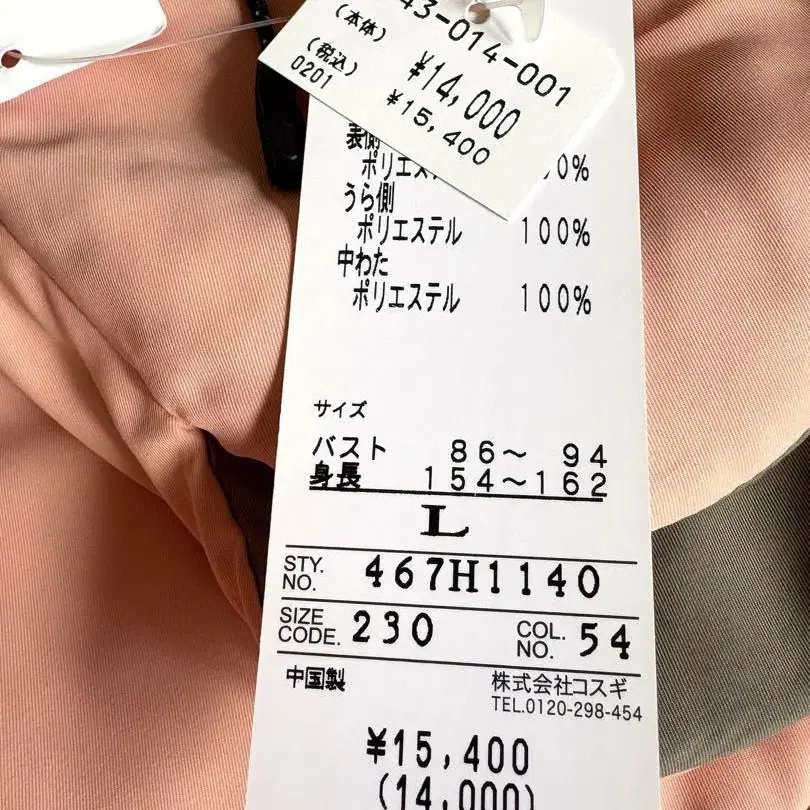 43-014-001
(本体) ¥14,000
(税込) ¥15,400
0201
表側
ポリエス 0%
うら側
ポリエステル 100%
中わた
ポリエステル 100%
サイズ
バスト 86～ 94
身長 154～162
L
STY. NO. 467H1140
SIZE CODE. 230 COL. NO. 54
中国製 株式会社コスギ
TEL.0120-298-454
¥15,400
(14,000)